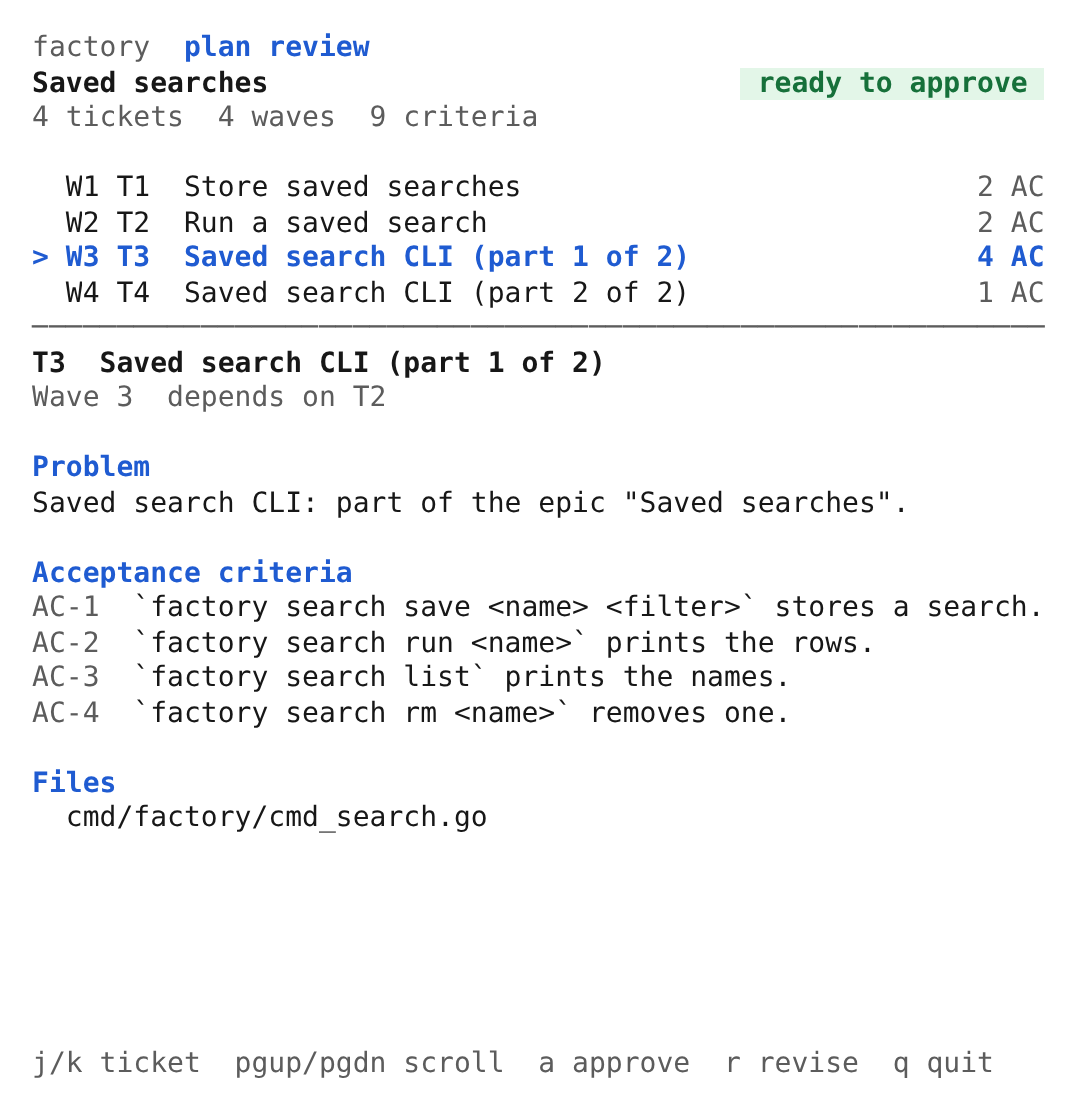 factory  plan review
Saved searches  ready to approve
4 tickets  4 waves  9 criteria
W1 T1  Store saved searches  2 AC
W2 T2  Run a saved search  2 AC
> W3 T3  Saved search CLI (part 1 of 2)  4 AC
W4 T4  Saved search CLI (part 2 of 2)  1 AC
T3  Saved search CLI (part 1 of 2)
Wave 3  depends on T2
Problem
Saved search CLI: part of the epic "Saved searches".
Acceptance criteria
AC-1  `factory search save <name> <filter>` stores a search.
AC-2  `factory search run <name>` prints the rows.
AC-3  `factory search list` prints the names.
AC-4  `factory search rm <name>` removes one.
Files
cmd/factory/cmd_search.go
j/k ticket  pgup/pgdn scroll  a approve  r revise  q quit